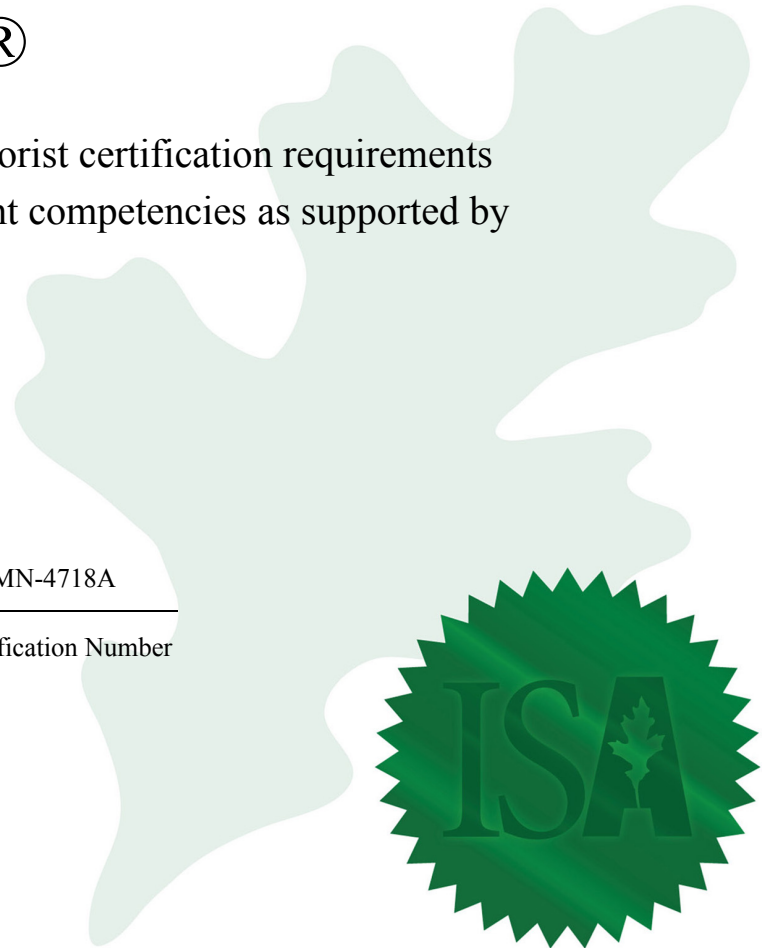 ®
orist certification requirements
nt competencies as supported by
MN-4718A
fication Number
ISA